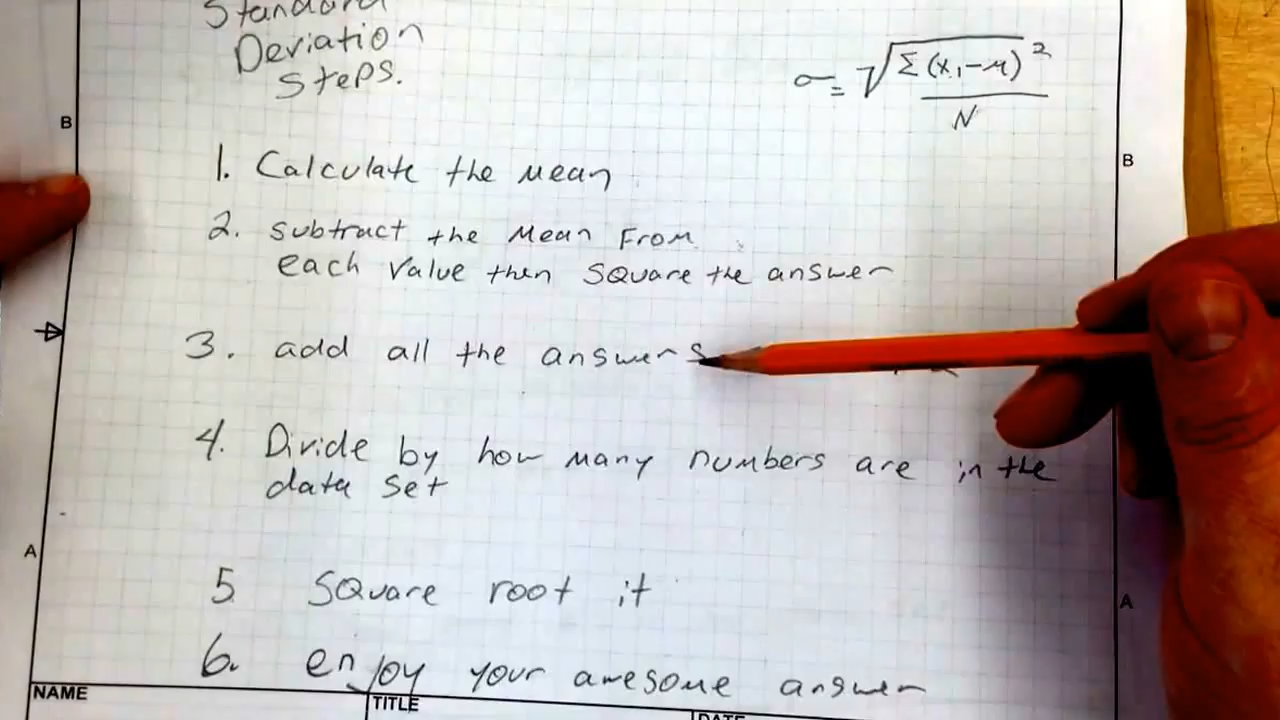 Standard
Deviation
Steps.
σ = √Σ(x₁-μ)²
N
B
B
1. Calculate the mean
2. subtract the mean From
each value then square the answer
3. add all the answers
4. Divide by how many numbers are in the
data set
A
5 Square root it
A
6. enjoy your awesome answer
NAME
TITLE
DATE